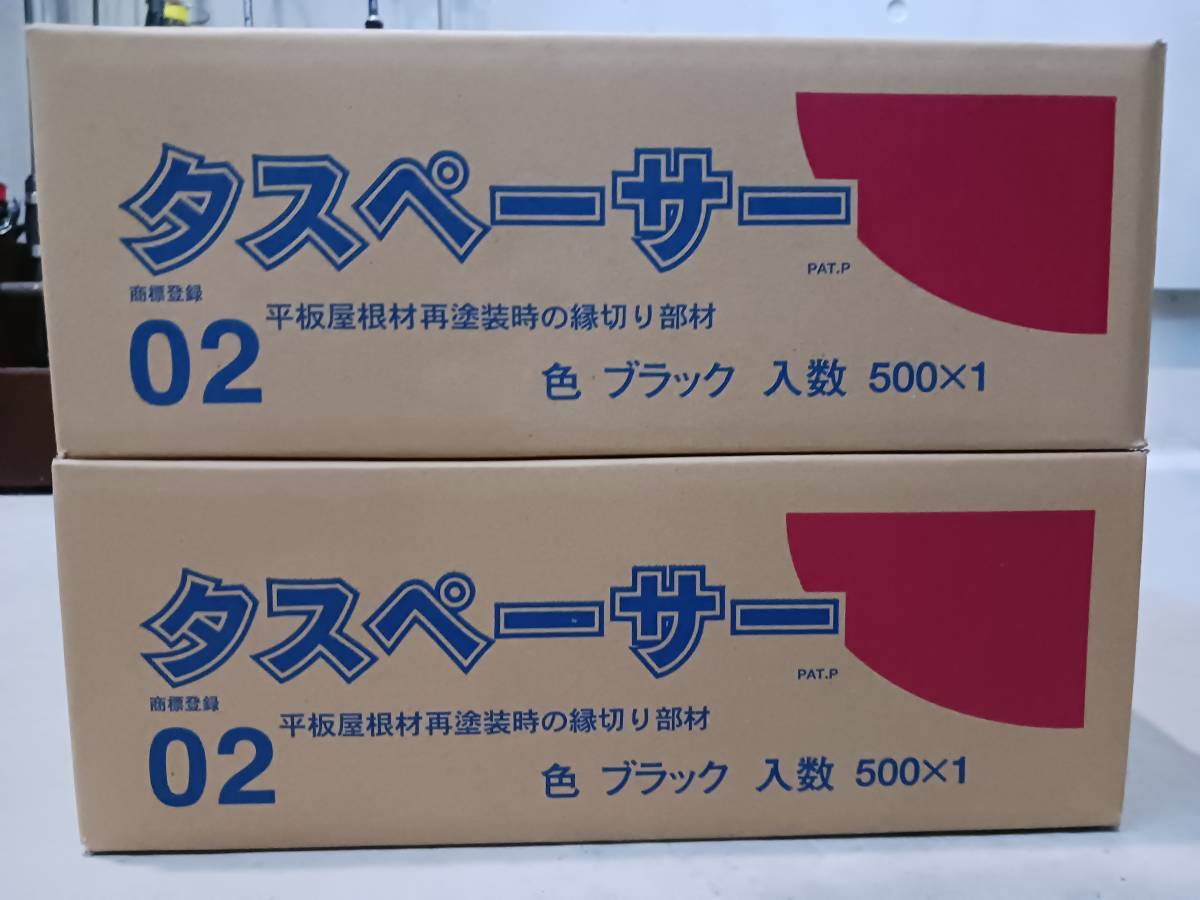 タスペーサー
PAT.P
商標登録
02
平板屋根材再塗装時の縁切り部材
色 ブラック 入数 500×1
タスペーサー
PAT.P
商標登録
02
平板屋根材再塗装時の縁切り部材
色 ブラック 入数 500×1